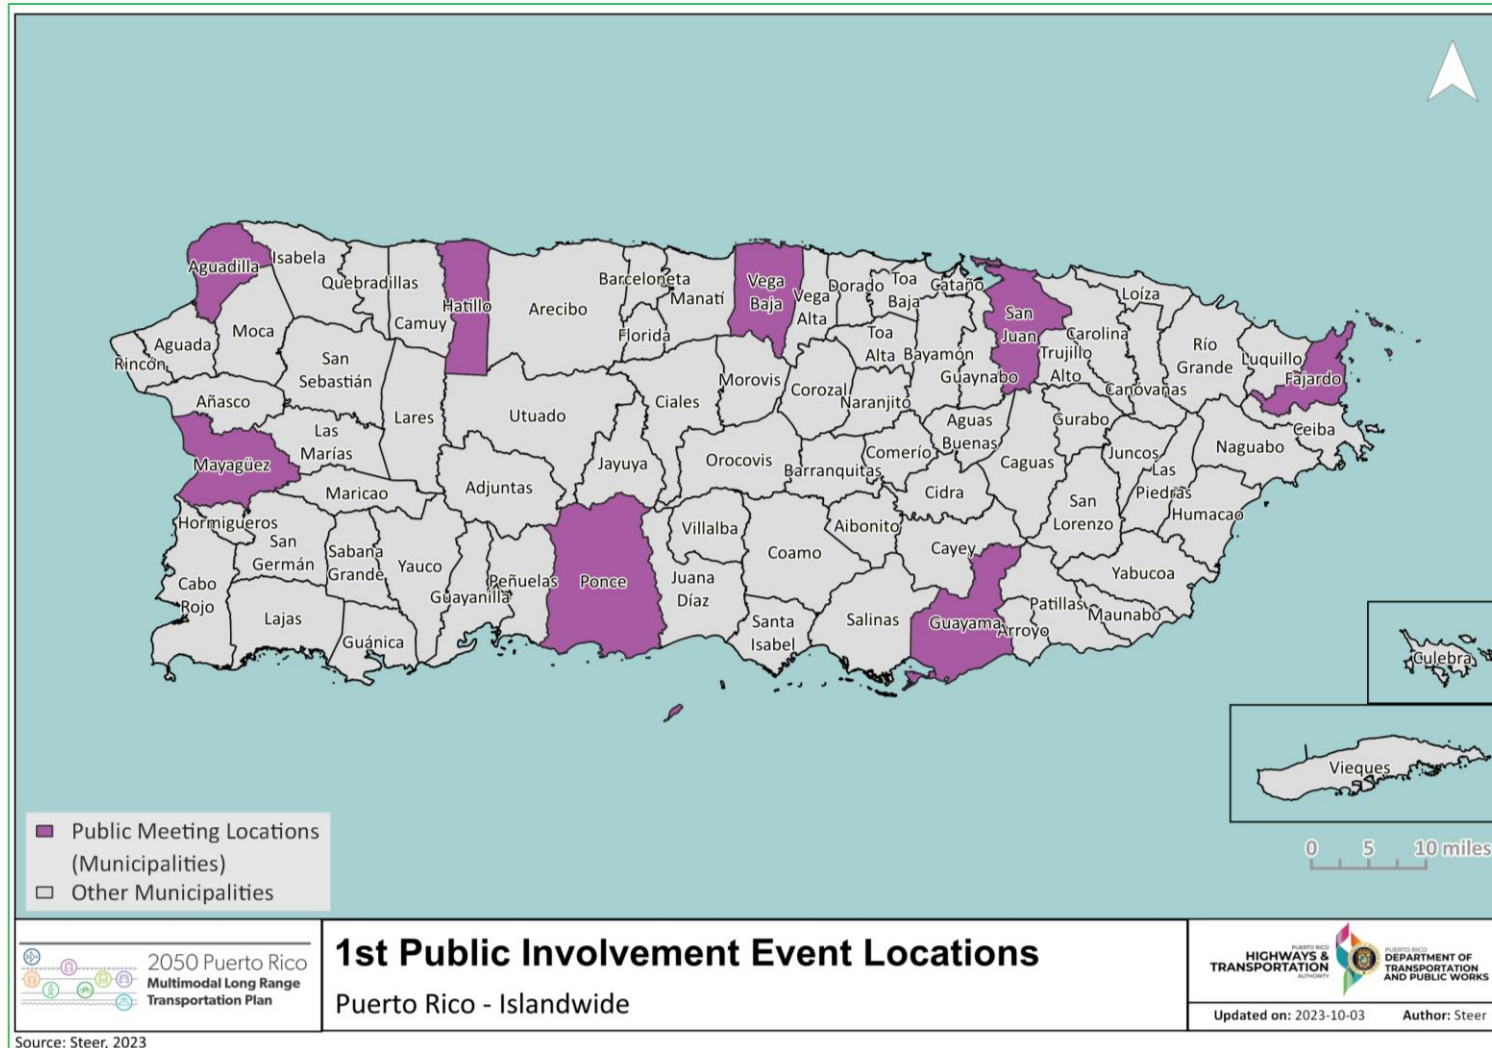 Aguadilla
Isabela
Quebradillas
Camuy
Hatillo
Arecibo
Barceloneta
Manatí
Florida
Vega
Baja
Vega
Alta
Dorado
Toa
Baja
Cataño
Toa
Alta
Bayamón
Guaynabo
San
Juan
Trujillo
Alto
Carolina
Loíza
Canóvanas
Río
Grande
Luquillo
Fajardo
Ceiba
Naguabo
Moca
Aguada
Rincón
Añasco
San
Sebastián
Lares
Utuado
Ciales
Morovis
Corozal
Naranjito
Aguas
Buenas
Gurabo
Mayagüez
Las
Marías
Maricao
Adjuntas
Jayuya
Orocovis
Barranquitas
Comerío
Cidra
Caguas
Juncos
Las
Piedras
San
Lorenzo
Humacao
Hormigueros
San
Germán
Sabana
Grande
Yauco
Guayanilla
Peñuelas
Ponce
Villalba
Juana
Díaz
Coamo
Aibonito
Cayey
Yabucoa
Cabo
Rojo
Lajas
Guánica
Santa
Isabel
Salinas
Guayama
Arroyo
Patillas
Maunabo
Culebra
Vieques
0 5 10 miles
Public Meeting Locations
(Municipalities)
Other Municipalities
2050 Puerto Rico
Multimodal Long Range
Transportation Plan
1st Public Involvement Event Locations
Puerto Rico - Islandwide
PUERTO RICO
HIGHWAYS &
TRANSPORTATION
AUTHORITY
PUERTO RICO
DEPARTMENT OF
TRANSPORTATION
AND PUBLIC WORKS
Updated on: 2023-10-03 Author: Steer
Source: Steer, 2023